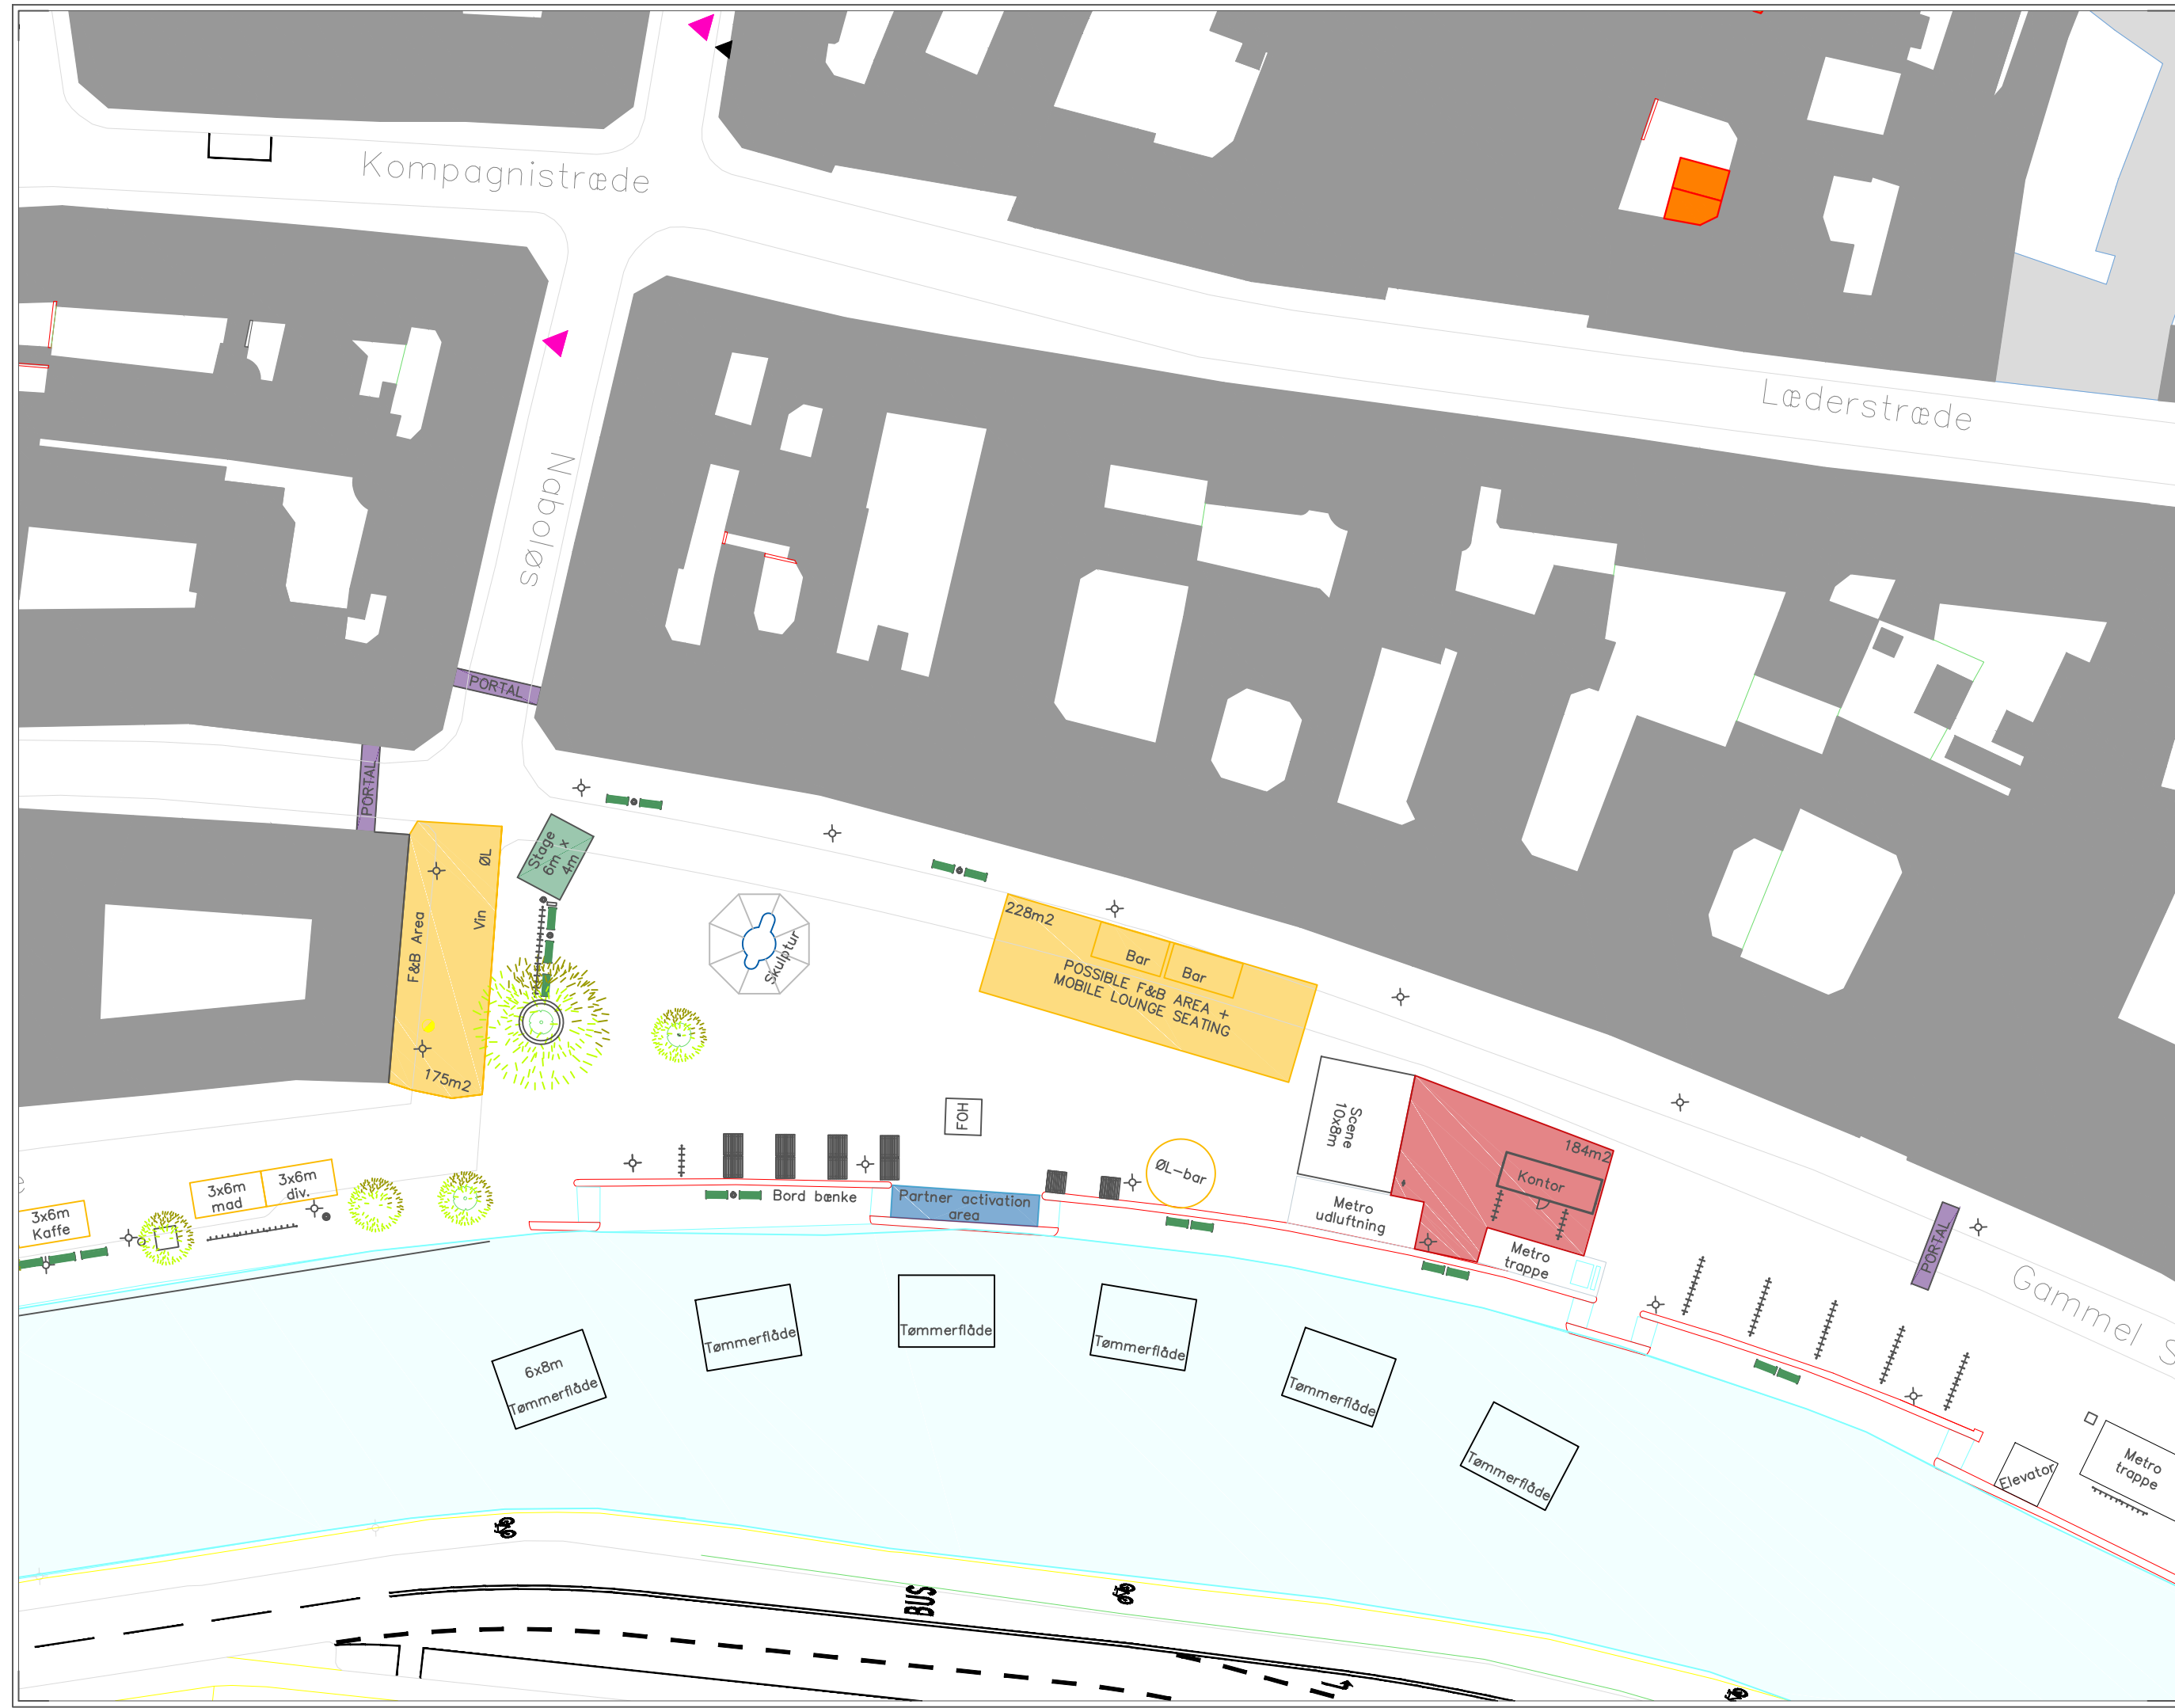 Kompagnistræde
Læderstræde
Naboløs
PORTAL
PORTAL
Stage
6m x
4m
ØL
Vin
F&B Area
175m2
Skulptur
228m2
Bar
Bar
POSSIBLE F&B AREA +
MOBILE LOUNGE SEATING
FOH
Scene
10x8m
184m2
Kontor
ØL-bar
Metro
udluftning
Metro
trappe
Bord bænke
Partner activation
area
3x6m
mad
3x6m
div.
3x6m
Kaffe
e
PORTAL
Gammel S
6x8m
Tømmerflåde
Tømmerflåde
Tømmerflåde
Tømmerflåde
Tømmerflåde
Tømmerflåde
Elevator
Metro
trappe
BUS